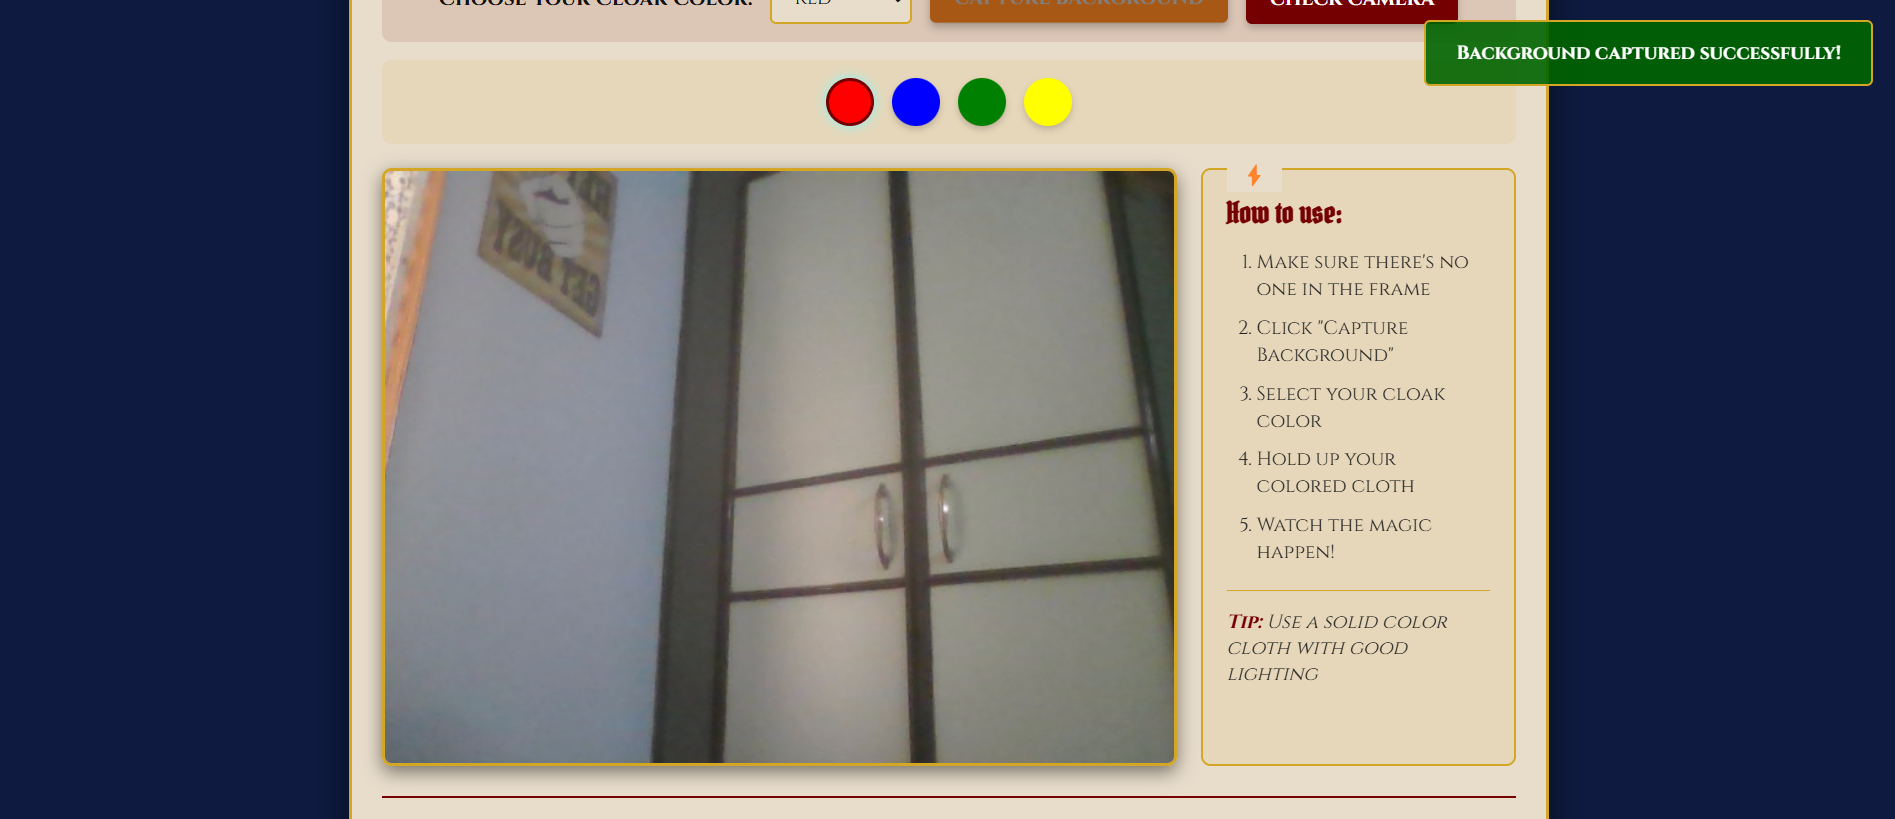 CHOOSE YOUR CLOAK COLOR:
RED
CAPTURE BACKGROUND
CHECK CAMERA
BACKGROUND CAPTURED SUCCESSFULLY!
GET BUSY
How to use:
1. MAKE SURE THERE'S NO
ONE IN THE FRAME
2. CLICK "CAPTURE
BACKGROUND"
3. SELECT YOUR CLOAK
COLOR
4. HOLD UP YOUR
COLORED CLOTH
5. WATCH THE MAGIC
HAPPEN!
TIP: USE A SOLID COLOR
CLOTH WITH GOOD
LIGHTING